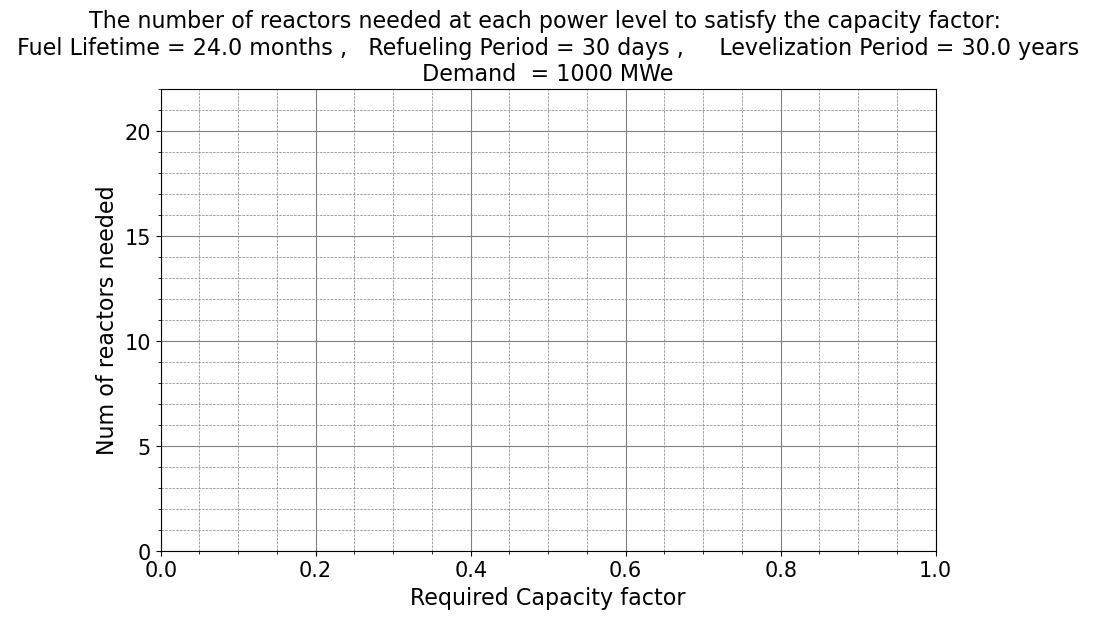 The number of reactors needed at each power level to satisfy the capacity factor:
Fuel Lifetime = 24.0 months ,   Refueling Period = 30 days ,     Levelization Period = 30.0 years
Demand  = 1000 MWe
20
15
10
5
0
Num of reactors needed
0.0 0.2 0.4 0.6 0.8 1.0
Required Capacity factor